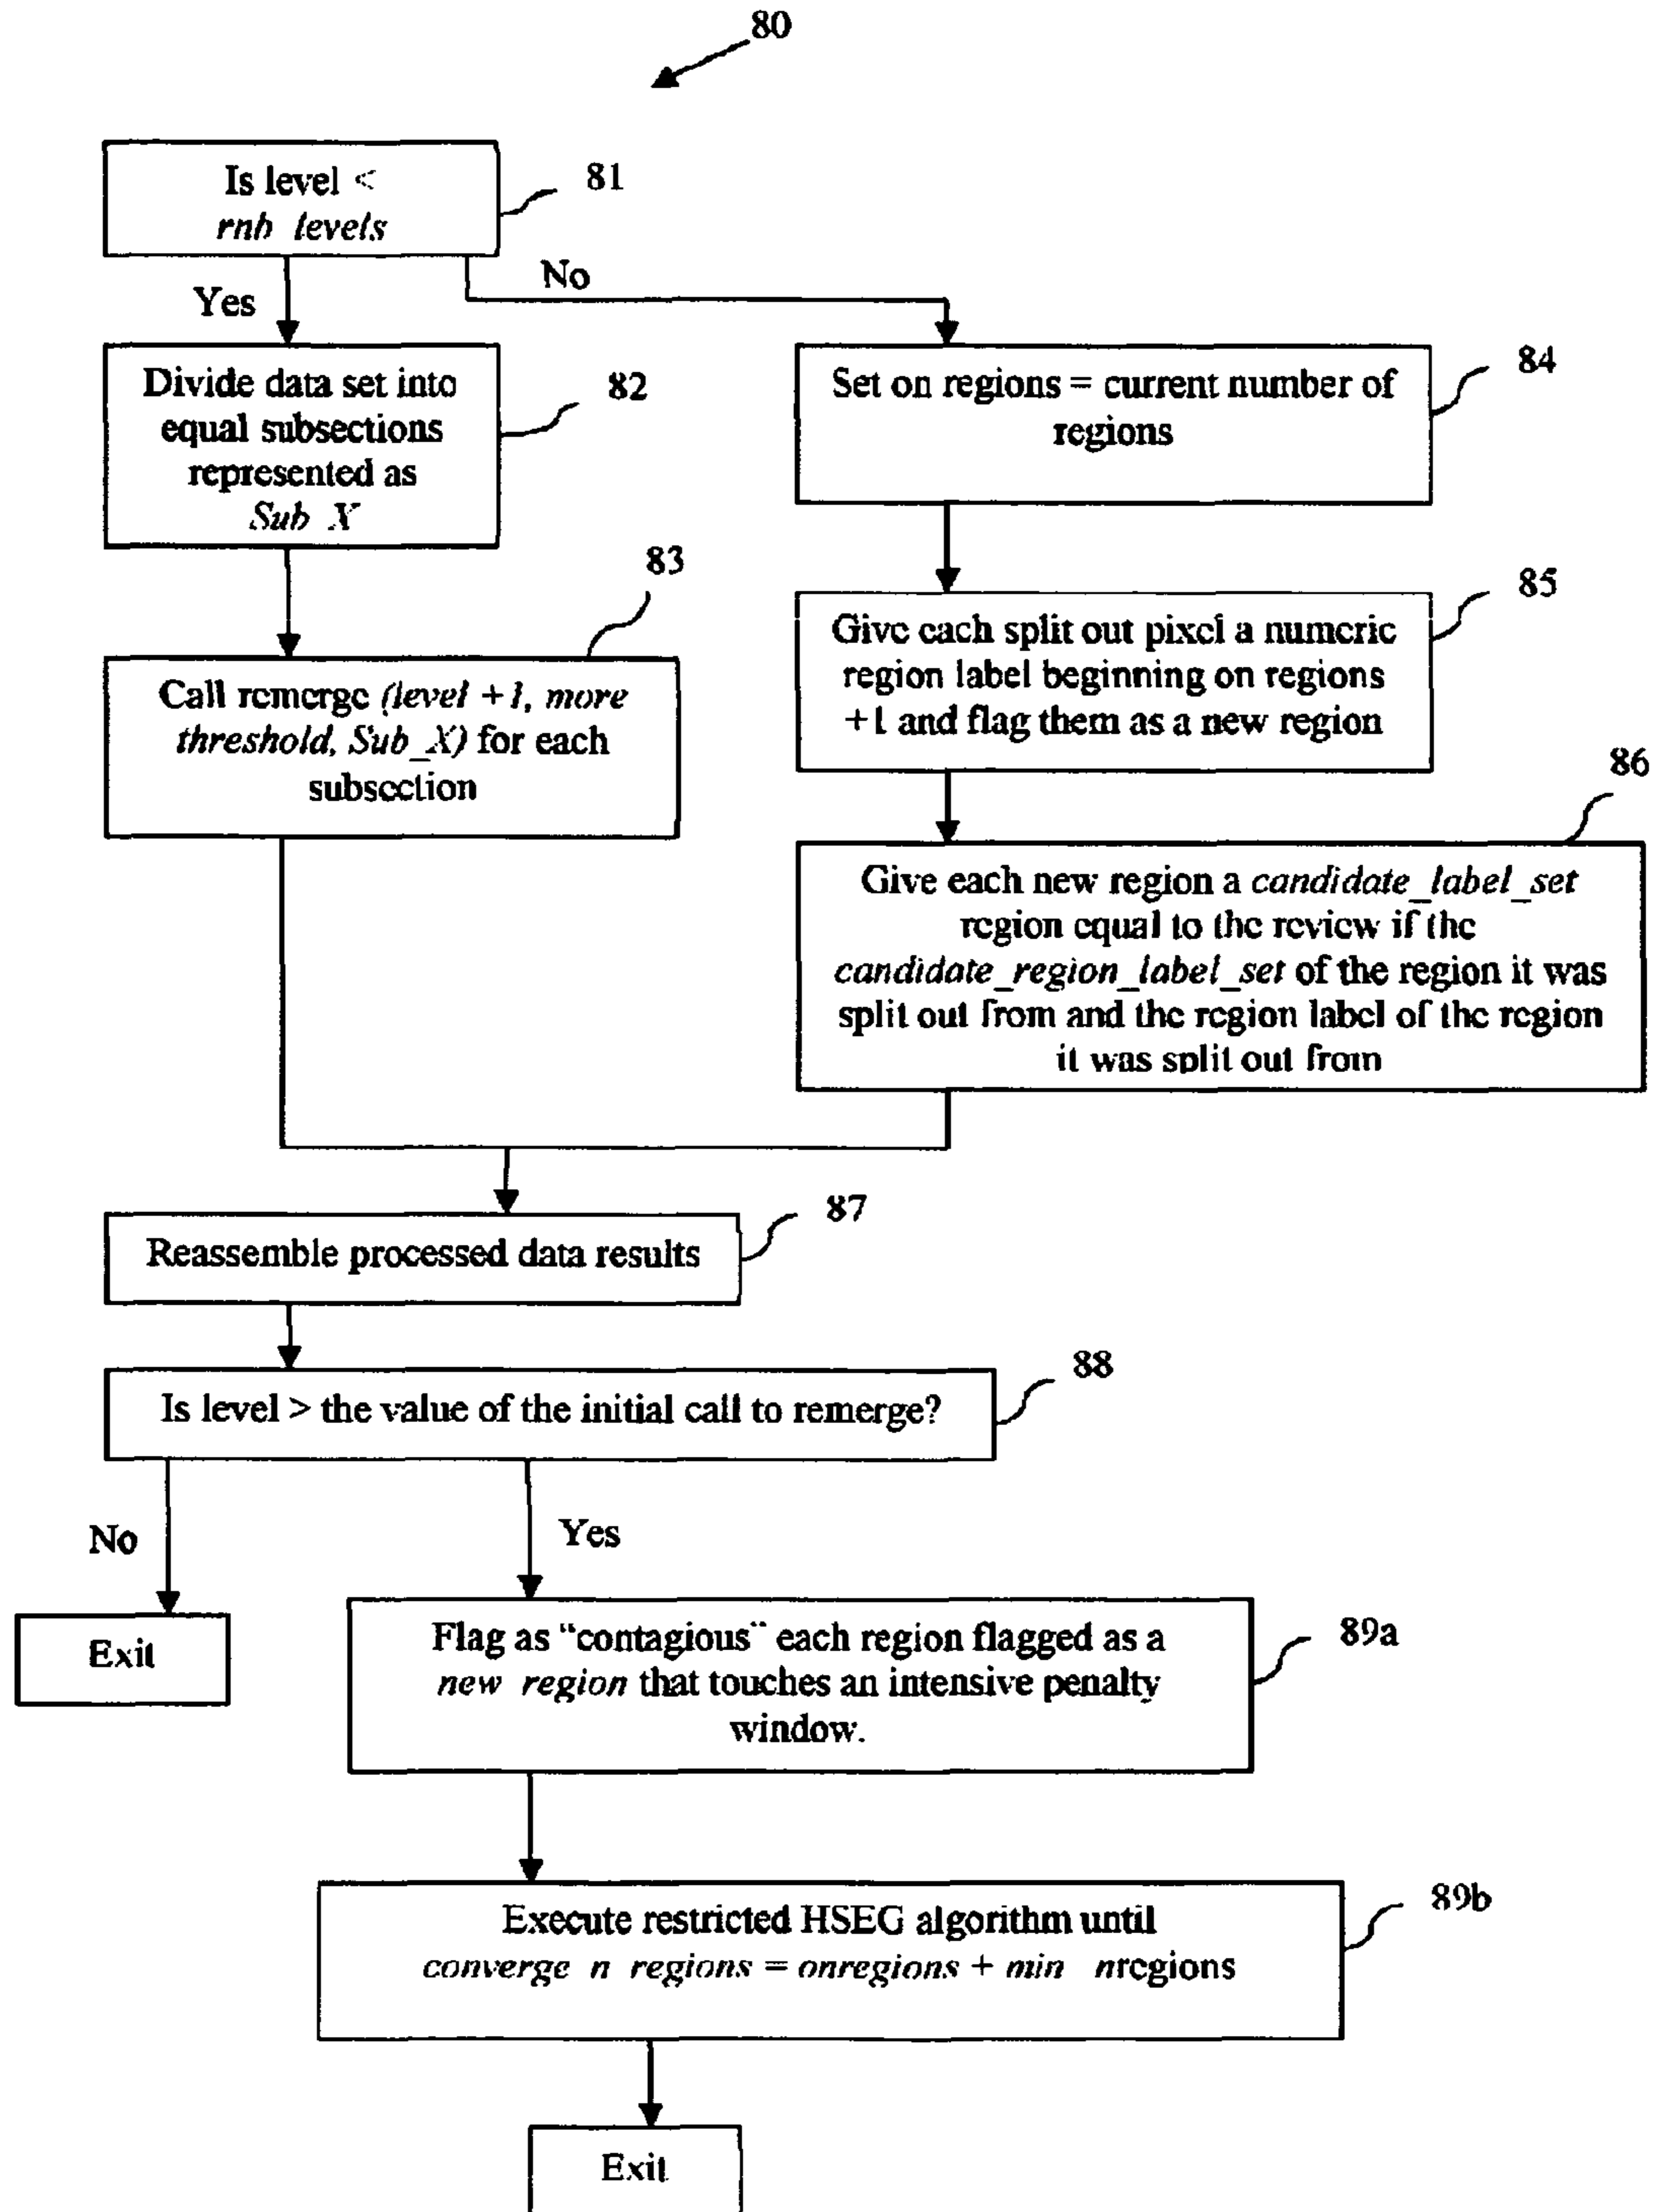 80
Is level <
rnb levels
81
Yes
No
Divide data set into
equal subsections
represented as
Sub X
82
Set on regions = current number of
regions
84
83
Call remerge (level +1, more
threshold, Sub_X) for each
subsection
Give each split out pixel a numeric
region label beginning on regions
+1 and flag them as a new region
85
86
Give each new region a candidate_label_set
region equal to the review if the
candidate_region_label_set of the region it was
split out from and the region label of the region
it was split out from
Reassemble processed data results
87
Is level > the value of the initial call to remerge?
88
No
Yes
Exit
Flag as "contagious" each region flagged as a
new region that touches an intensive penalty
window.
89a
Execute restricted HSEG algorithm until
converge n regions = onregions + min nregions
89b
Exit